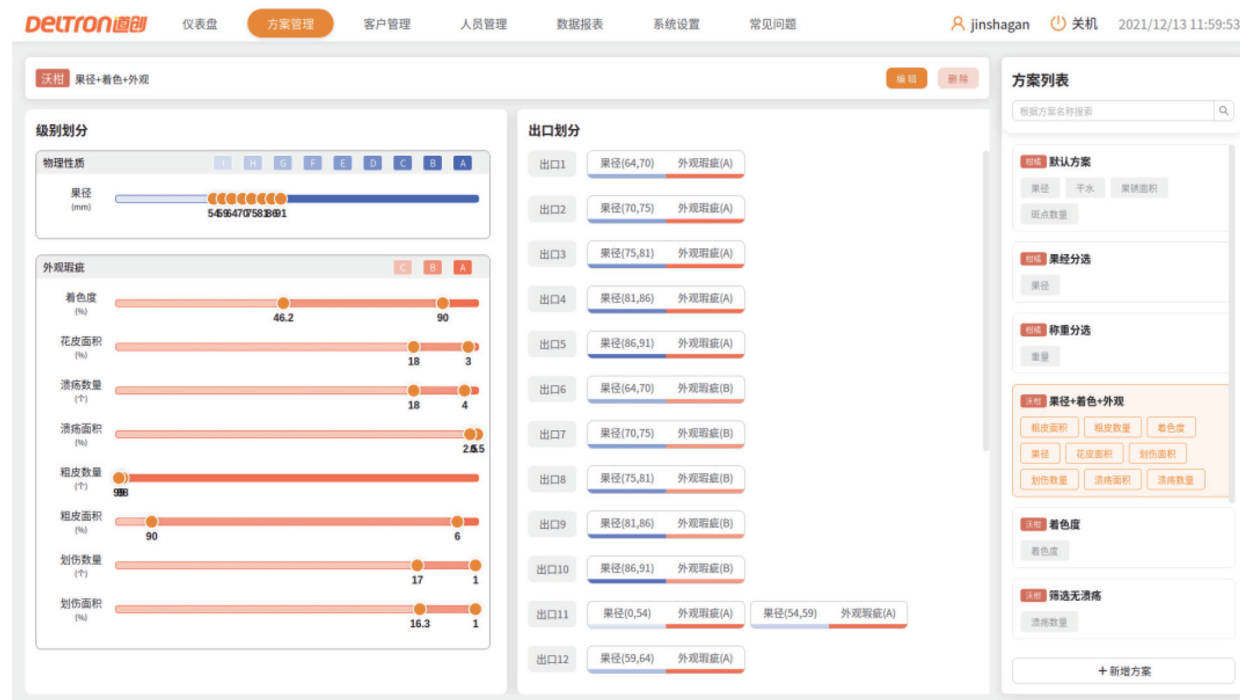 DELTRON道创 仪表盘 方案管理 客户管理 人员管理 数据报表 系统设置 常见问题 jinshagan 关机 2021/12/13 11:59:53
沃柑 果径+着色+外观 编辑 删除
级别划分
物理性质 I H G F E D C B A
果径
(mm)
外观瑕疵 C B A
着色度
(%)
46.2 90
花皮面积
(%)
18 3
溃疡数量
(个)
18 4
溃疡面积
(%)
粗皮数量
(个)
粗皮面积
(%)
90 6
划伤数量
(个)
17 1
划伤面积
(%)
16.3 1
出口划分
出口1 果径(64,70) 外观瑕疵(A)
出口2 果径(70,75) 外观瑕疵(A)
出口3 果径(75,81) 外观瑕疵(A)
出口4 果径(81,86) 外观瑕疵(A)
出口5 果径(86,91) 外观瑕疵(A)
出口6 果径(64,70) 外观瑕疵(B)
出口7 果径(70,75) 外观瑕疵(B)
出口8 果径(75,81) 外观瑕疵(B)
出口9 果径(81,86) 外观瑕疵(B)
出口10 果径(86,91) 外观瑕疵(B)
出口11 果径(0,54) 外观瑕疵(A) 果径(54,59) 外观瑕疵(A)
出口12 果径(59,64) 外观瑕疵(A)
方案列表
根据方案名称搜索
柑橘 默认方案
果径 干水 果锈面积
斑点数量
柑橘 果经分选
果径
柑橘 称重分选
重量
沃柑 果径+着色+外观
粗皮面积 粗皮数量 着色度
果径 花皮面积 划伤面积
划伤数量 溃疡面积 溃疡数量
沃柑 着色度
着色度
沃柑 筛选无溃疡
溃疡数量
+新增方案